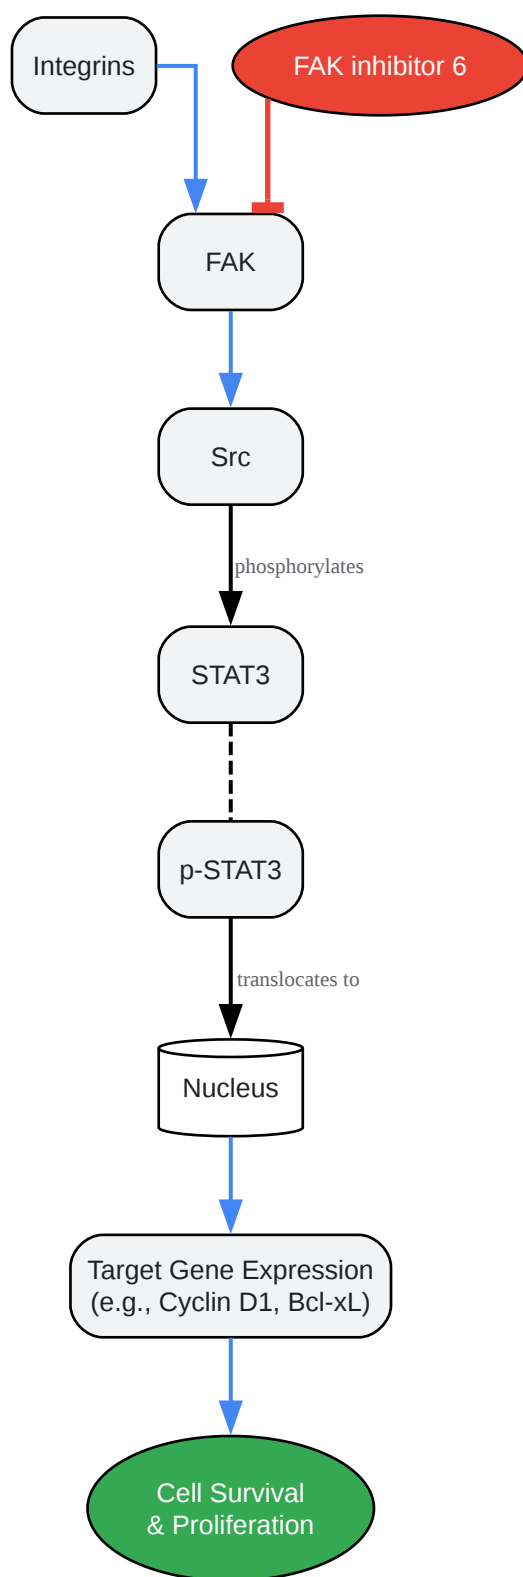 Integrins
FAK inhibitor 6
FAK
Src
phosphorylates
STAT3
p-STAT3
translocates to
Nucleus
Target Gene Expression
(e.g., Cyclin D1, Bcl-xL)
Cell Survival
& Proliferation